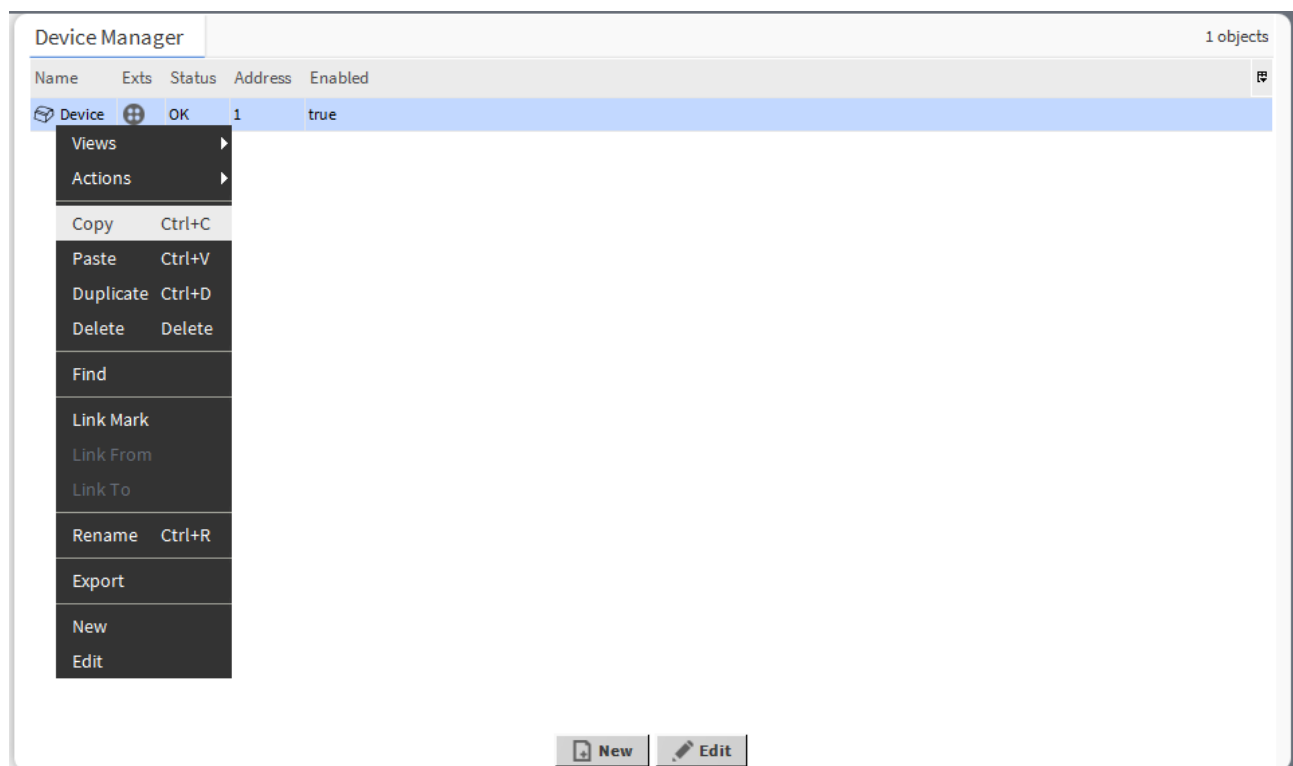 Device Manager 1 objects
Name Exts Status Address Enabled
Device OK 1 true
Views
Actions
Copy Ctrl+C
Paste Ctrl+V
Duplicate Ctrl+D
Delete Delete
Find
Link Mark
Link From
Link To
Rename Ctrl+R
Export
New
Edit
New Edit